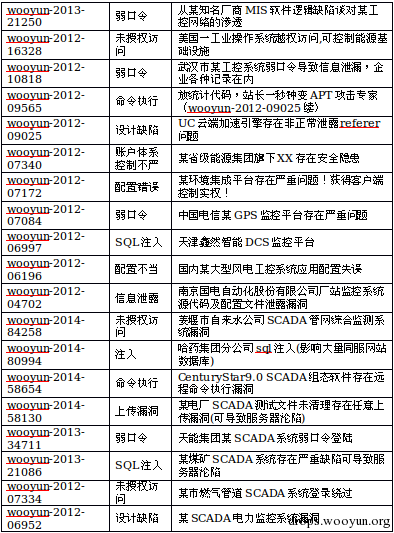 wooyun-2013-21250 弱口令 从某知名厂商 MIS 软件逻辑缺陷谈对某工控网络的渗透
wooyun-2012-16328 未授权访问 美国一工业操作系统越权访问,可控制能源基础设施
wooyun-2012-10818 弱口令 武汉市某工控系统弱口令导致信息泄漏，企业各种记录在内
wooyun-2012-09565 命令执行 放统计代码，站长一秒钟变 APT 攻击专家（wooyun-2012-09025 续）
wooyun-2012-09025 设计缺陷 UC 云端加速引擎存在非正常泄露referer问题
wooyun-2012-07340 账户体系控制不严 某省级能源集团旗下XX 存在安全隐患
wooyun-2012-07172 配置错误 某环境集成平台存在严重问题！获得客户端控制实权！
wooyun-2012-07084 弱口令 中国电信某 GPS 监控平台存在严重问题
wooyun-2012-06997 SQL注入 天津鑫然智能 DCS 监控平台
wooyun-2012-06196 配置不当 国内某大型风电工控系统应用配置失误
wooyun-2012-04702 信息泄露 南京国电自动化股份有限公司厂站监控系统源代码及配置文件泄露漏洞
wooyun-2014-84258 未授权访问 姜堰市自来水公司 SCADA 管网综合监测系统漏洞
wooyun-2014-80994 注入 哈药集团分公司 sql 注入(影响大量同服网站数据库)
wooyun-2014-58654 命令执行 CenturyStar9.0 SCADA 组态软件存在远程命令执行漏洞
wooyun-2014-58130 上传漏洞 某电厂 SCADA 测试文件未清理存在任意上传漏洞(可导致服务器沦陷)
wooyun-2013-34711 弱口令 天能集团某 SCADA 系统弱口令登陆
wooyun-2013-21086 SQL注入 某煤矿 SCADA 系统存在严重缺陷可导致服务器沦陷
wooyun-2012-07334 未授权访问 某市燃气管道 SCADA 系统登录绕过
wooyun-2012-06952 设计缺陷 某 SCADA 电力监控系统漏洞
drops.wooyun.org